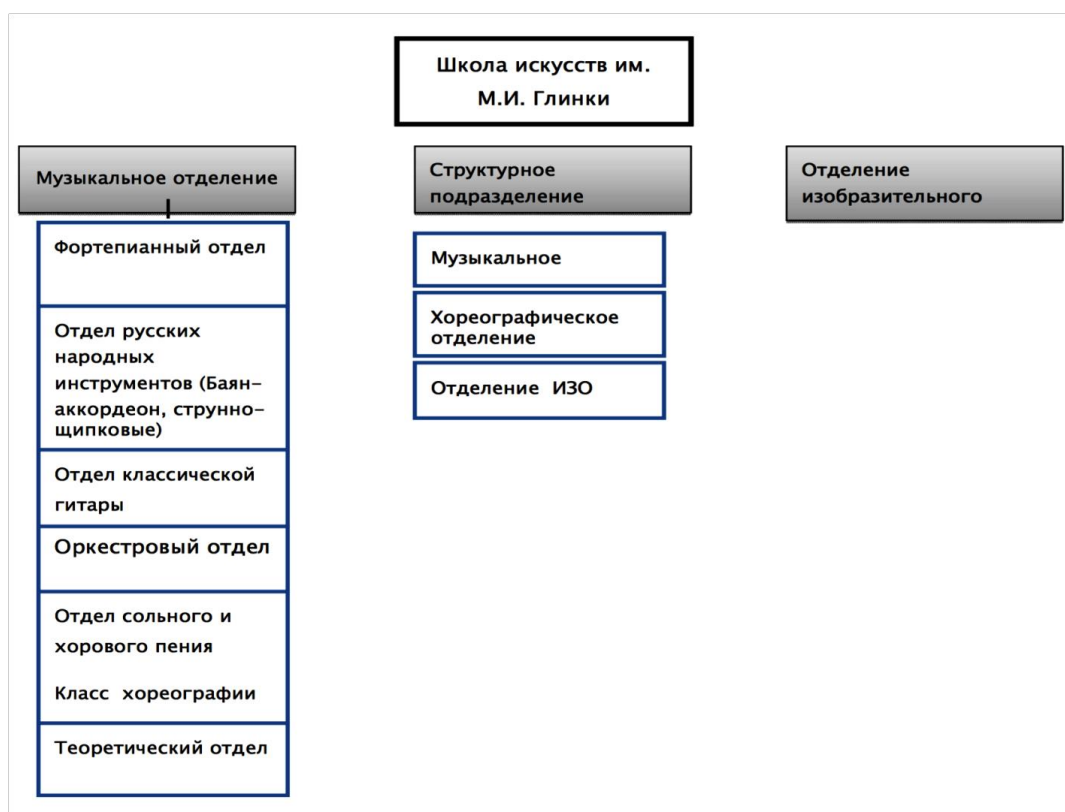 Школа искусств им.
М.И. Глинки
Музыкальное отделение
Фортепианный отдел
Отдел русских
народных
инструментов (Баян-
аккордеон, струнно-
щипковые)
Отдел классической
гитары
Оркестровый отдел
Отдел сольного и
хорового пения
Класс хореографии
Теоретический отдел
Структурное
подразделение
Музыкальное
Хореографическое
отделение
Отделение ИЗО
Отделение
изобразительного